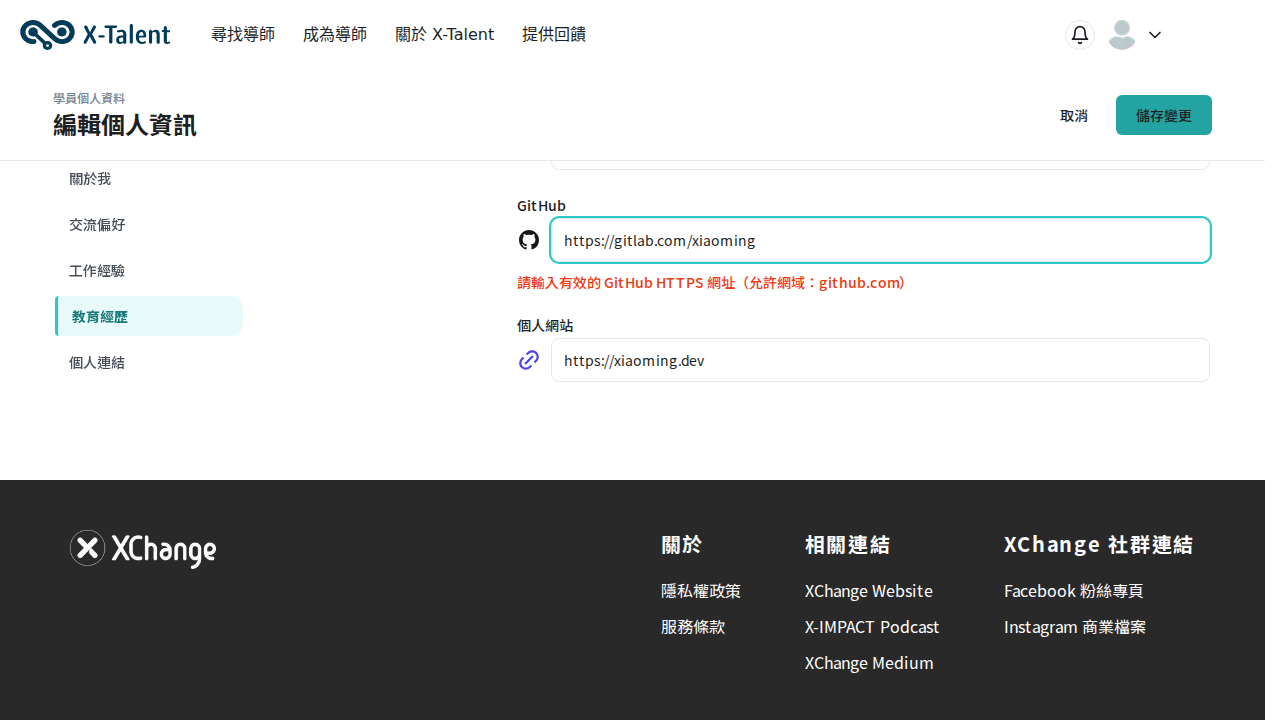 X-Talent
尋找導師
成為導師
關於 X-Talent
提供回饋
學員個人資料
編輯個人資訊
取消
儲存變更
關於我
交流偏好
工作經驗
教育經歷
個人連結
GitHub
https://gitlab.com/xiaoming
請輸入有效的 GitHub HTTPS 網址（允許網域：github.com）
個人網站
https://xiaoming.dev
XChange
關於
隱私權政策
服務條款
相關連結
XChange Website
X-IMPACT Podcast
XChange Medium
XChange 社群連結
Facebook 粉絲專頁
Instagram 商業檔案